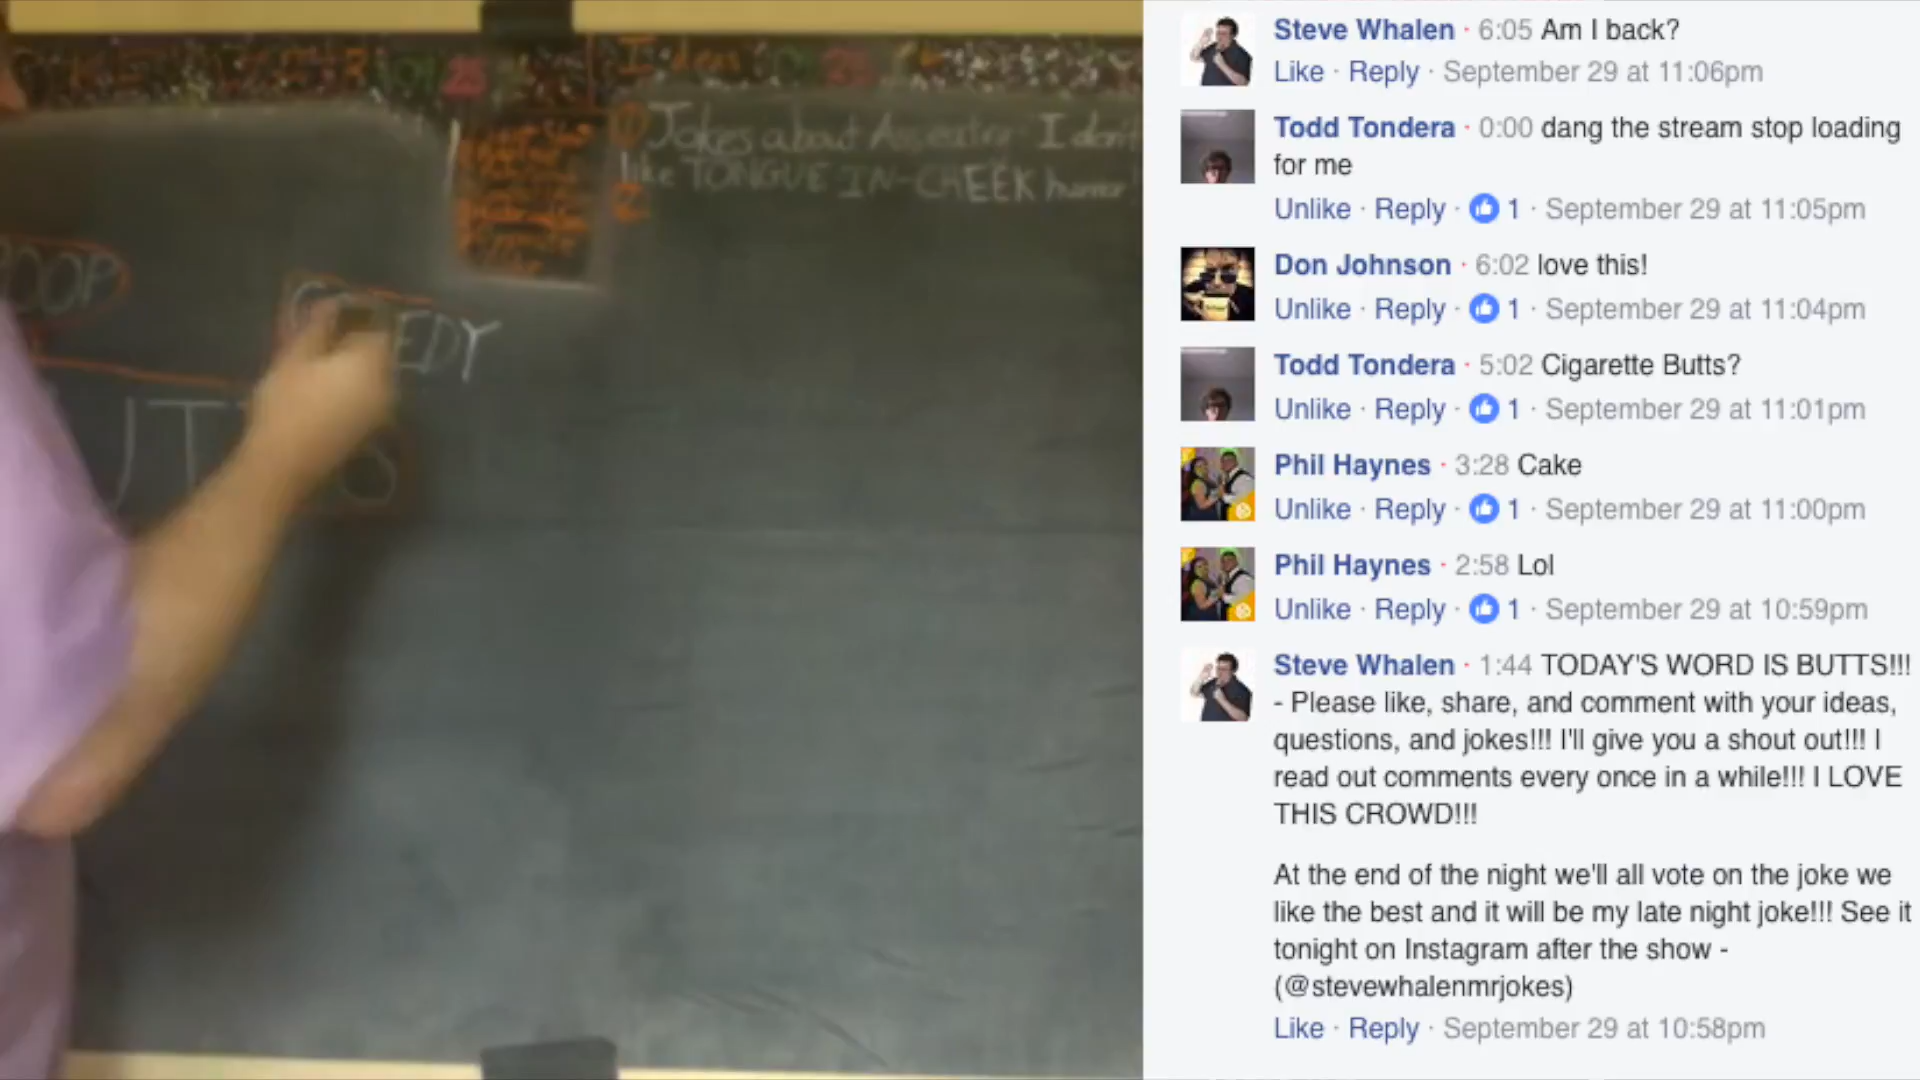 Ideas
① Jokes about Ancestry I don't
like TONGUE IN-CHEEK humor
2
POOP
EDY
UTTS
Steve Whalen · 6:05 Am I back?
Like · Reply · September 29 at 11:06pm
Todd Tondera · 0:00 dang the stream stop loading
for me
Unlike · Reply · 1 · September 29 at 11:05pm
Don Johnson · 6:02 love this!
Unlike · Reply · 1 · September 29 at 11:04pm
Todd Tondera · 5:02 Cigarette Butts?
Unlike · Reply · 1 · September 29 at 11:01pm
Phil Haynes · 3:28 Cake
Unlike · Reply · 1 · September 29 at 11:00pm
Phil Haynes · 2:58 Lol
Unlike · Reply · 1 · September 29 at 10:59pm
Steve Whalen · 1:44 TODAY'S WORD IS BUTTS!!!
- Please like, share, and comment with your ideas,
questions, and jokes!!! I'll give you a shout out!!! I
read out comments every once in a while!!! I LOVE
THIS CROWD!!!
At the end of the night we'll all vote on the joke we
like the best and it will be my late night joke!!! See it
tonight on Instagram after the show -
(@stevewhalenmrjokes)
Like · Reply · September 29 at 10:58pm